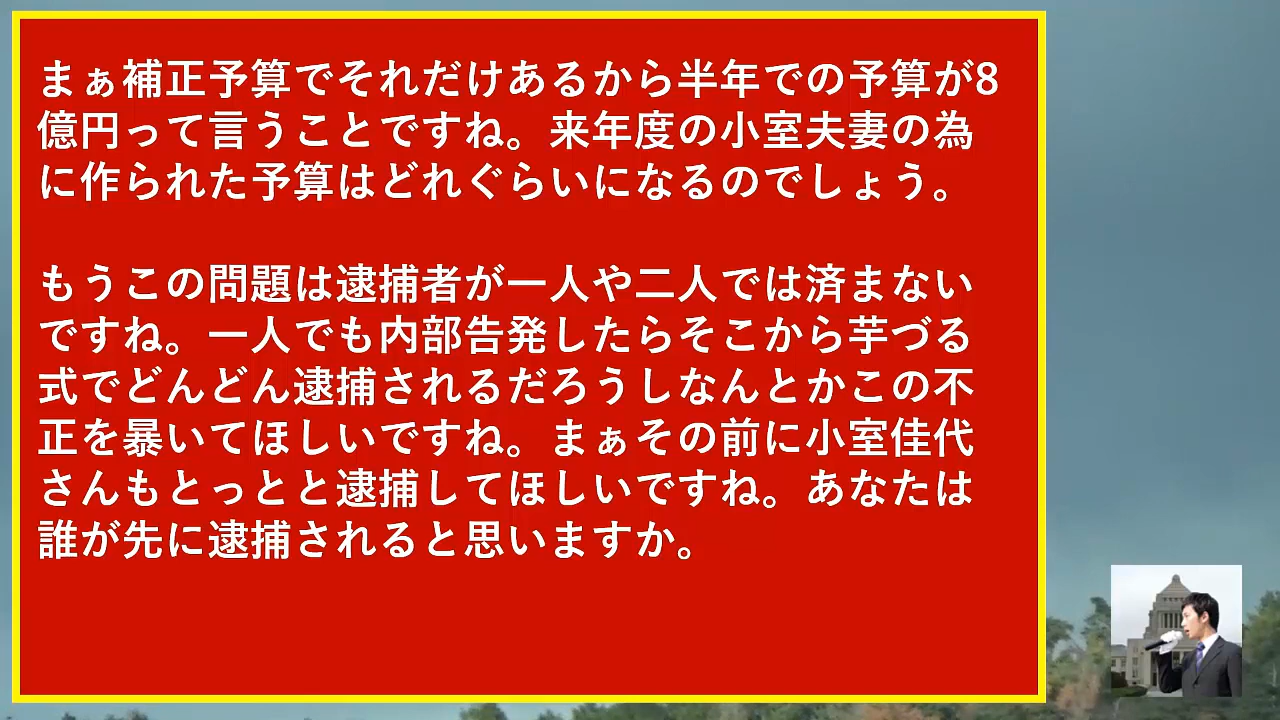 まぁ補正予算でそれだけあるから半年での予算が8
億円って言うことですね。来年度の小室夫妻の為
に作られた予算はどれぐらいになるのでしょう。
もうこの問題は逮捕者が一人や二人では済まない
ですね。一人でも内部告発したらそこから芋づる
式でどんどん逮捕されるだろうしなんとかこの不
正を暴いてほしいですね。まぁその前に小室佳代
さんもとっとと逮捕してほしいですね。あなたは
誰が先に逮捕されると思いますか。